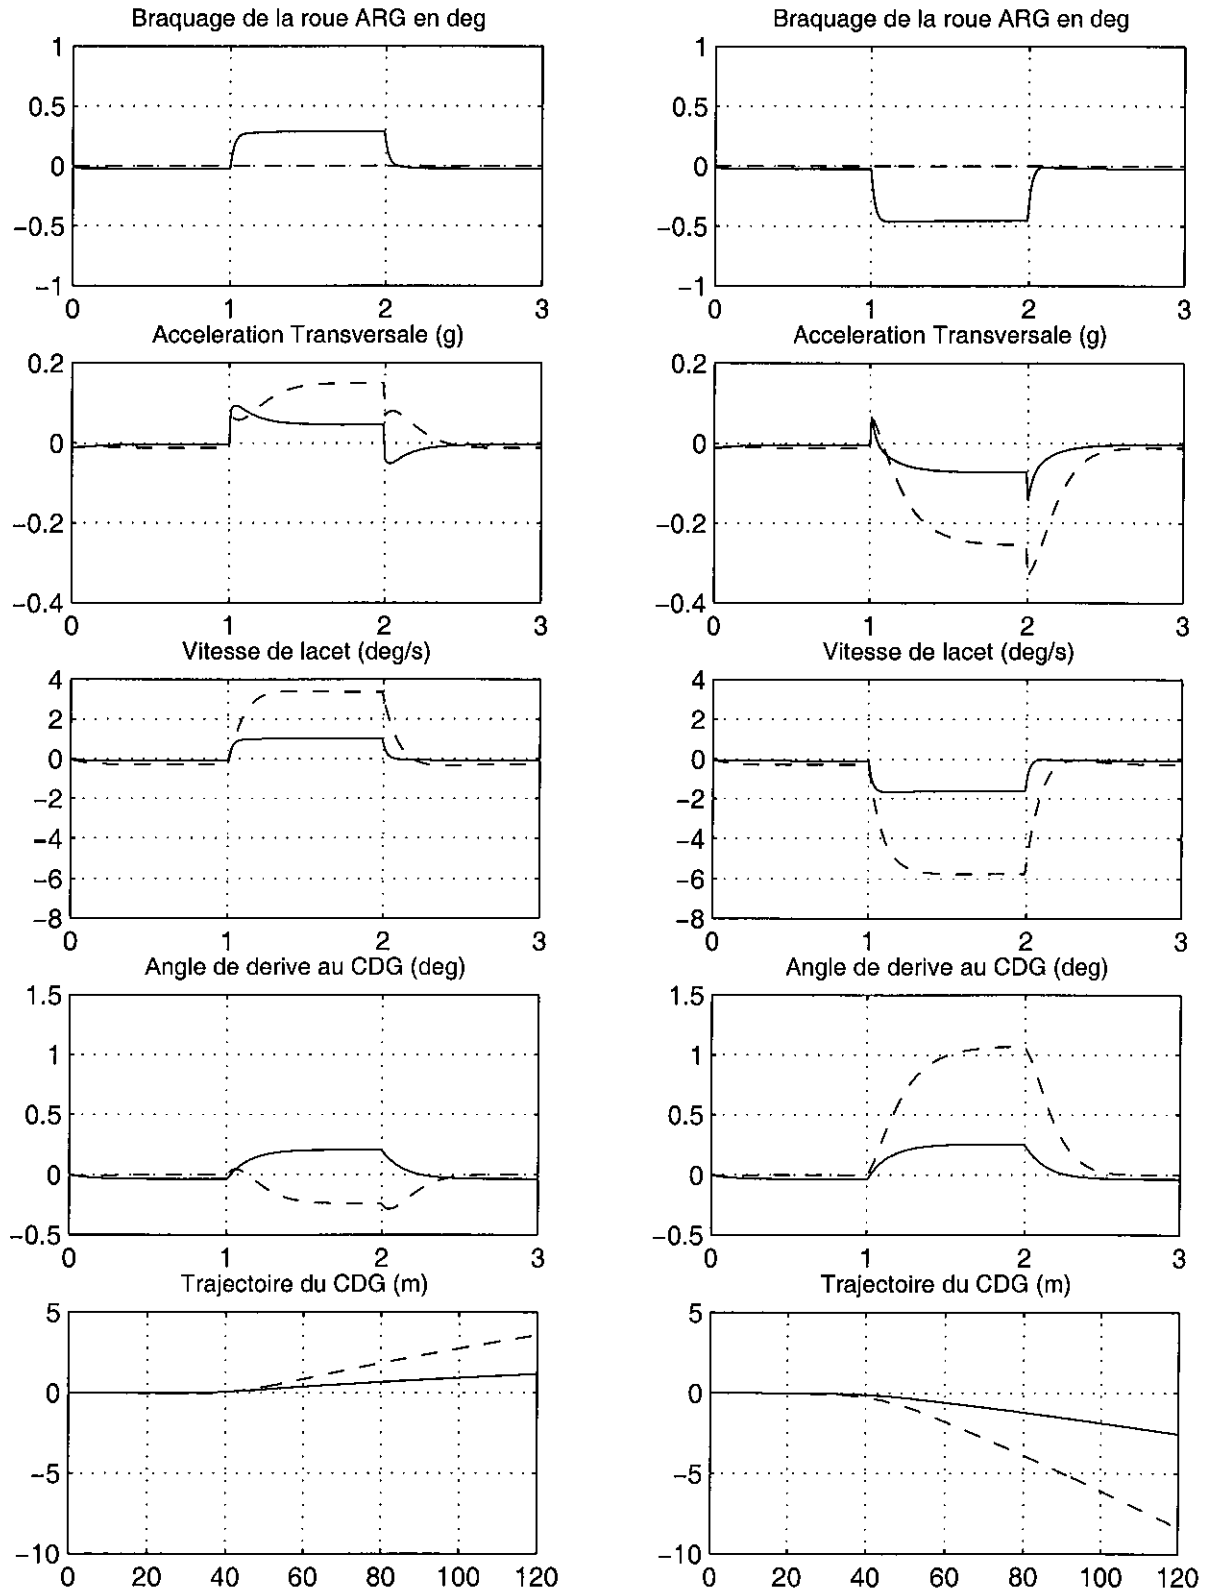 Braquage de la roue ARG en deg
1
0.5
0
−0.5
−1
0 1 2 3
Acceleration Transversale (g)
0.2
0
−0.2
−0.4
0 1 2 3
Vitesse de lacet (deg/s)
4
2
0
−2
−4
−6
−8
0 1 2 3
Angle de derive au CDG (deg)
1.5
1
0.5
0
−0.5
0 1 2 3
Trajectoire du CDG (m)
5
0
−5
−10
0 20 40 60 80 100 120
Braquage de la roue ARG en deg
1
0.5
0
−0.5
−1
0 1 2 3
Acceleration Transversale (g)
0.2
0
−0.2
−0.4
0 1 2 3
Vitesse de lacet (deg/s)
4
2
0
−2
−4
−6
−8
0 1 2 3
Angle de derive au CDG (deg)
1.5
1
0.5
0
−0.5
0 1 2 3
Trajectoire du CDG (m)
5
0
−5
−10
0 20 40 60 80 100 120